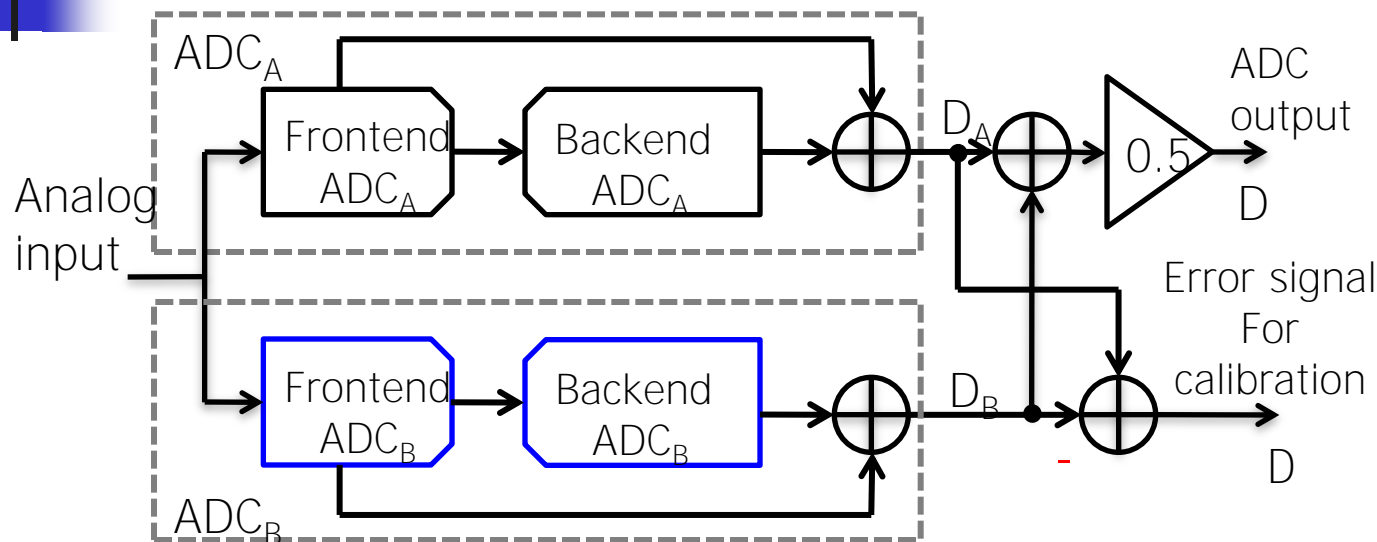 ADC_A
Frontend
ADC_A
Backend
ADC_A
D_A
0.5
ADC
output
D
Analog
input
Frontend
ADC_B
Backend
ADC_B
D_B
-
Error signal
For
calibration
D
ADC_B